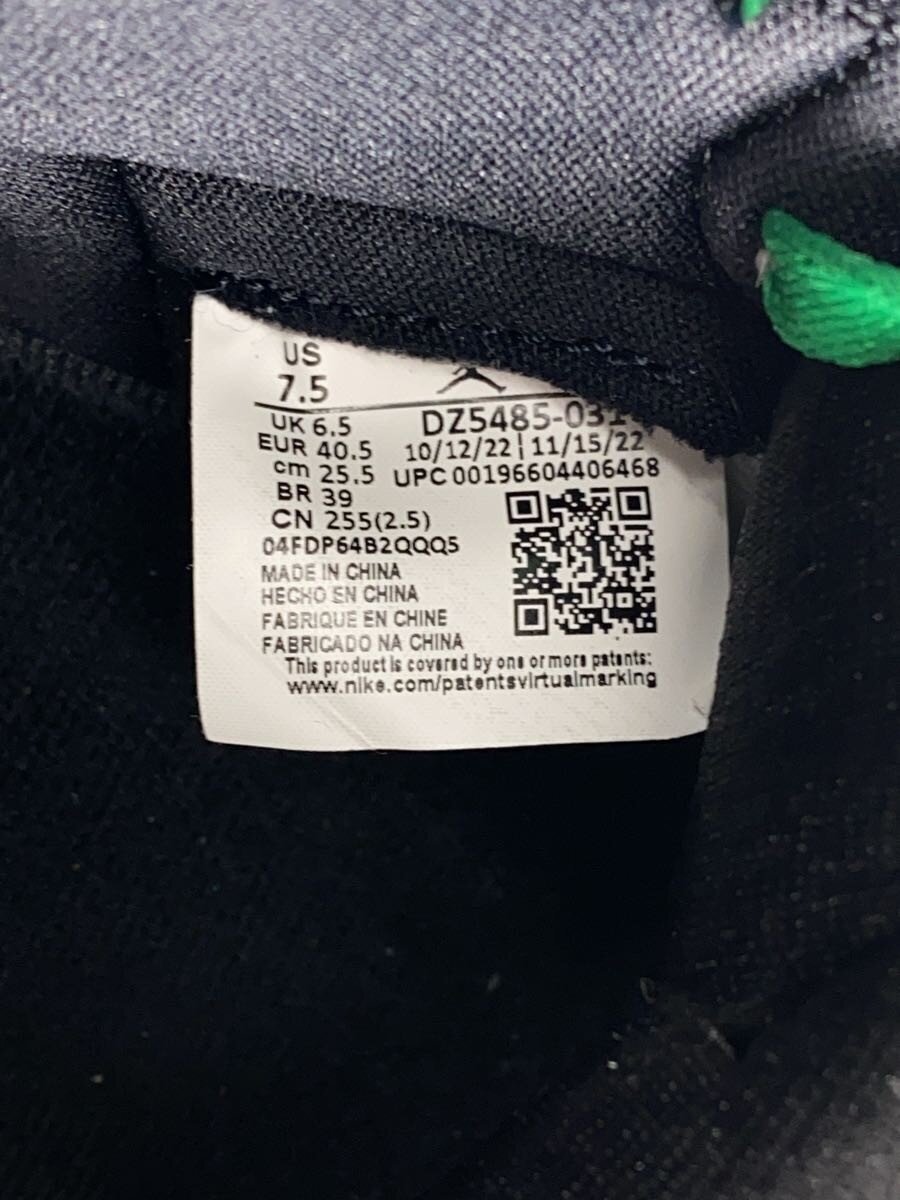 US
7.5
UK 6.5
EUR 40.5
cm 25.5
BR 39
CN 255(2.5)
04FDP64B2QQQ5
DZ5485-031
10/12/22 | 11/15/22
UPC 00196604406468
MADE IN CHINA
HECHO EN CHINA
FABRIQUE EN CHINE
FABRICADO NA CHINA
This product is covered by one or more patents:
www.nike.com/patentsvirtualmarking